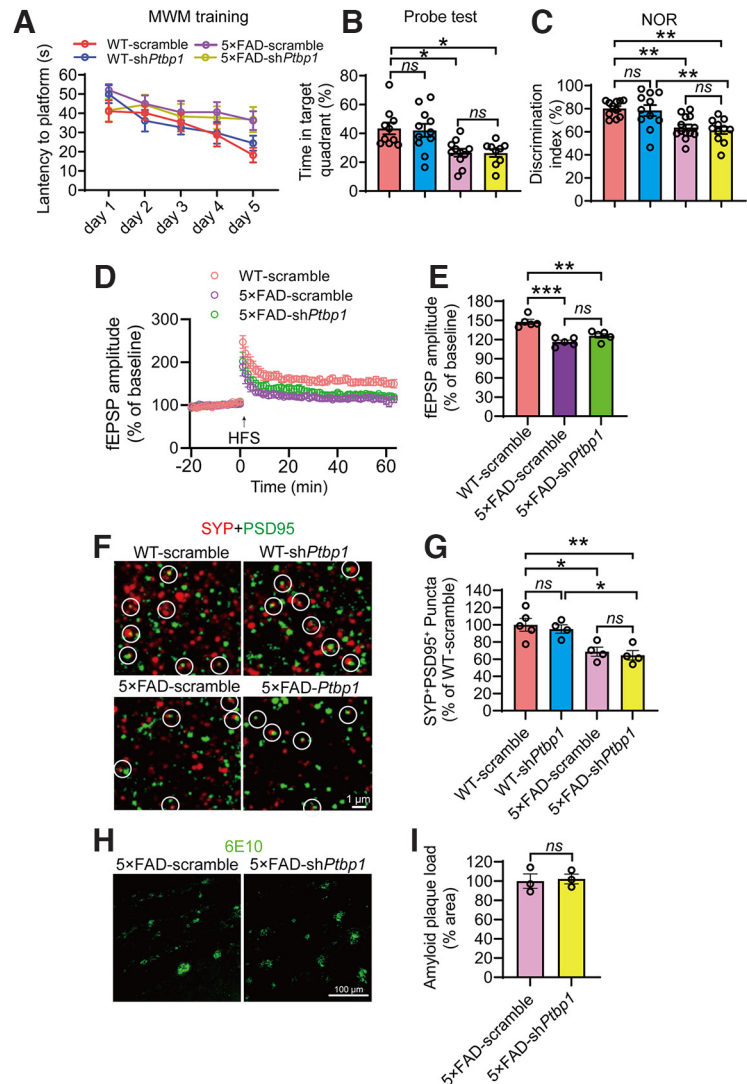 A
MWM training
WT-scramble
5×FAD-scramble
WT-shPtbp1
5×FAD-shPtbp1
Lantency to platform (s)
60
50
40
30
20
10
0
day 1
day 2
day 3
day 4
day 5
B
Probe test
*
*
ns
ns
Time in target
quadrant (%)
80
60
40
20
0
C
NOR
**
**
ns
**
ns
Discrimination
index (%)
100
80
60
40
20
0
D
WT-scramble
5×FAD-scramble
5×FAD-shPtbp1
fEPSP amplitude
(% of baseline)
300
200
100
0
HFS
-20
0
20
40
60
Time (min)
E
**
***
ns
fEPSP amplitude
(% of baseline)
180
150
120
90
60
30
0
WT-scramble
5×FAD-scramble
5×FAD-shPtbp1
F
SYP+PSD95
WT-scramble
WT-shPtbp1
5×FAD-scramble
5×FAD-Ptbp1
1 μm
G
**
*
ns
*
ns
SYP⁺PSD95⁺ Puncta
(% of WT-scramble)
140
120
100
80
60
40
20
0
WT-scramble
WT-shPtbp1
5×FAD-scramble
5×FAD-shPtbp1
H
6E10
5×FAD-scramble
5×FAD-shPtbp1
100 μm
I
ns
Amyloid plaque load
(% area)
120
100
80
60
40
20
0
5×FAD-scramble
5×FAD-shPtbp1